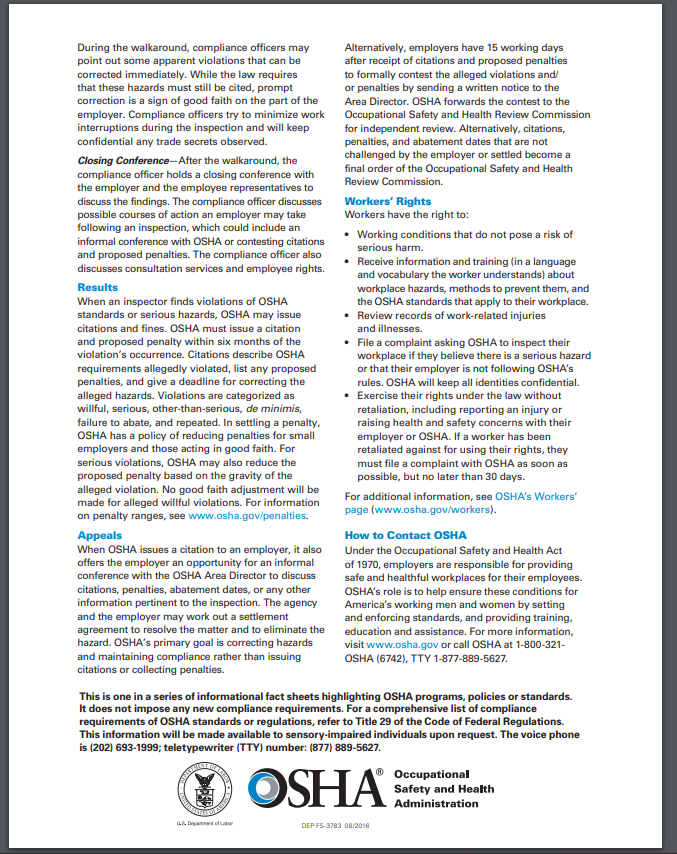 During the walkaround, compliance officers may
point out some apparent violations that can be
corrected immediately. While the law requires
that these hazards must still be cited, prompt
correction is a sign of good faith on the part of the
employer. Compliance officers try to minimize work
interruptions during the inspection and will keep
confidential any trade secrets observed.
Closing Conference—After the walkaround, the
compliance officer holds a closing conference with
the employer and the employee representatives to
discuss the findings. The compliance officer discusses
possible courses of action an employer may take
following an inspection, which could include an
informal conference with OSHA or contesting citations
and proposed penalties. The compliance officer also
discusses consultation services and employee rights.
Results
When an inspector finds violations of OSHA
standards or serious hazards, OSHA may issue
citations and fines. OSHA must issue a citation
and proposed penalty within six months of the
violation's occurrence. Citations describe OSHA
requirements allegedly violated, list any proposed
penalties, and give a deadline for correcting the
alleged hazards. Violations are categorized as
willful, serious, other-than-serious, de minimis,
failure to abate, and repeated. In settling a penalty,
OSHA has a policy of reducing penalties for small
employers and those acting in good faith. For
serious violations, OSHA may also reduce the
proposed penalty based on the gravity of the
alleged violation. No good faith adjustment will be
made for alleged willful violations. For information
on penalty ranges, see www.osha.gov/penalties.
Appeals
When OSHA issues a citation to an employer, it also
offers the employer an opportunity for an informal
conference with the OSHA Area Director to discuss
citations, penalties, abatement dates, or any other
information pertinent to the inspection. The agency
and the employer may work out a settlement
agreement to resolve the matter and to eliminate the
hazard. OSHA's primary goal is correcting hazards
and maintaining compliance rather than issuing
citations or collecting penalties.
Alternatively, employers have 15 working days
after receipt of citations and proposed penalties
to formally contest the alleged violations and/
or penalties by sending a written notice to the
Area Director. OSHA forwards the contest to the
Occupational Safety and Health Review Commission
for independent review. Alternatively, citations,
penalties, and abatement dates that are not
challenged by the employer or settled become a
final order of the Occupational Safety and Health
Review Commission.
Workers' Rights
Workers have the right to:
• Working conditions that do not pose a risk of
serious harm.
• Receive information and training (in a language
and vocabulary the worker understands) about
workplace hazards, methods to prevent them, and
the OSHA standards that apply to their workplace.
• Review records of work-related injuries
and illnesses.
• File a complaint asking OSHA to inspect their
workplace if they believe there is a serious hazard
or that their employer is not following OSHA's
rules. OSHA will keep all identities confidential.
• Exercise their rights under the law without
retaliation, including reporting an injury or
raising health and safety concerns with their
employer or OSHA. If a worker has been
retaliated against for using their rights, they
must file a complaint with OSHA as soon as
possible, but no later than 30 days.
For additional information, see OSHA's Workers'
page (www.osha.gov/workers).
How to Contact OSHA
Under the Occupational Safety and Health Act
of 1970, employers are responsible for providing
safe and healthful workplaces for their employees.
OSHA's role is to help ensure these conditions for
America's working men and women by setting
and enforcing standards, and providing training,
education and assistance. For more information,
visit www.osha.gov or call OSHA at 1-800-321-
OSHA (6742), TTY 1-877-889-5627.
This is one in a series of informational fact sheets highlighting OSHA programs, policies or standards.
It does not impose any new compliance requirements. For a comprehensive list of compliance
requirements of OSHA standards or regulations, refer to Title 29 of the Code of Federal Regulations.
This information will be made available to sensory-impaired individuals upon request. The voice phone
is (202) 693-1999; teletypewriter (TTY) number: (877) 889-5627.
DEPARTMENT OF LABOR
UNITED STATES OF AMERICA
U.S. Department of Labor
OSHA®
Occupational
Safety and Health
Administration
DEP FS-3783 08/2016